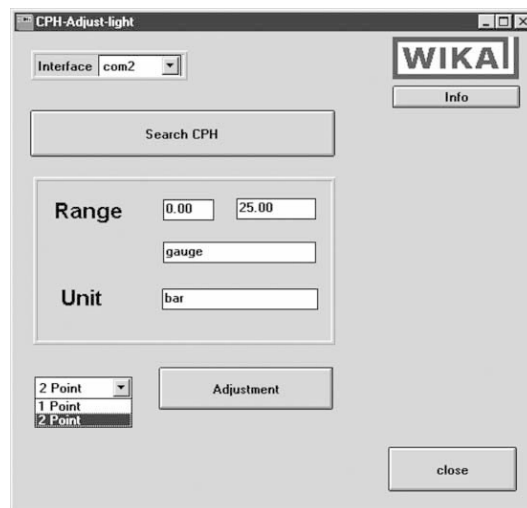 CPH-Adjust-light
Interface com2
WIKA
Info
Search CPH
Range 0.00 25.00
gauge
Unit bar
2 Point
1 Point
2 Point
Adjustment
close